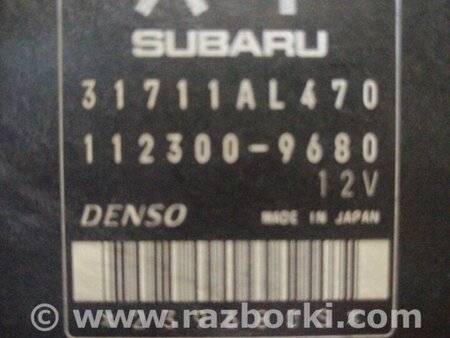 SUBARU
31711AL470
112300-9680
12V
DENSO MADE IN JAPAN
© www.razborki.com